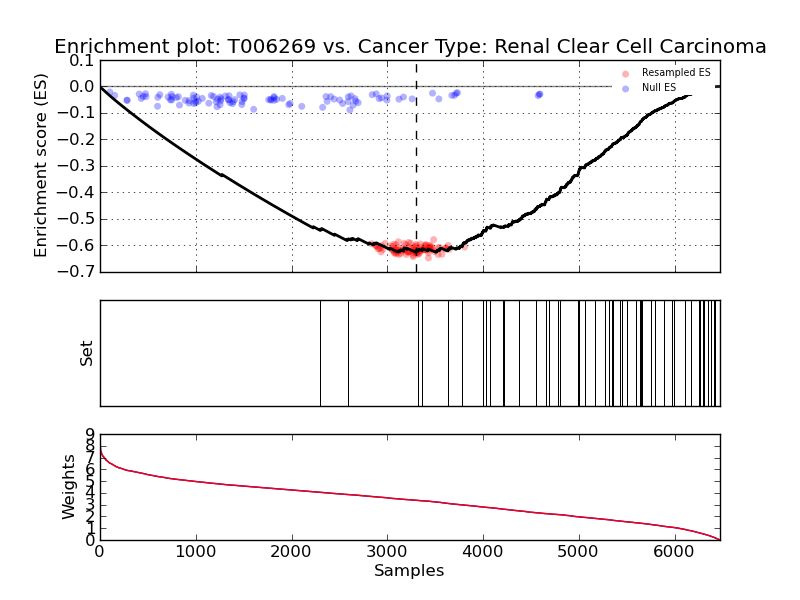 Enrichment plot: T006269 vs. Cancer Type: Renal Clear Cell Carcinoma
Enrichment score (ES)
0.1
0.0
−0.1
−0.2
−0.3
−0.4
−0.5
−0.6
−0.7
Resampled ES
Null ES
Set
Weights
9
8
7
6
5
4
3
2
1
0
0 1000 2000 3000 4000 5000 6000
Samples